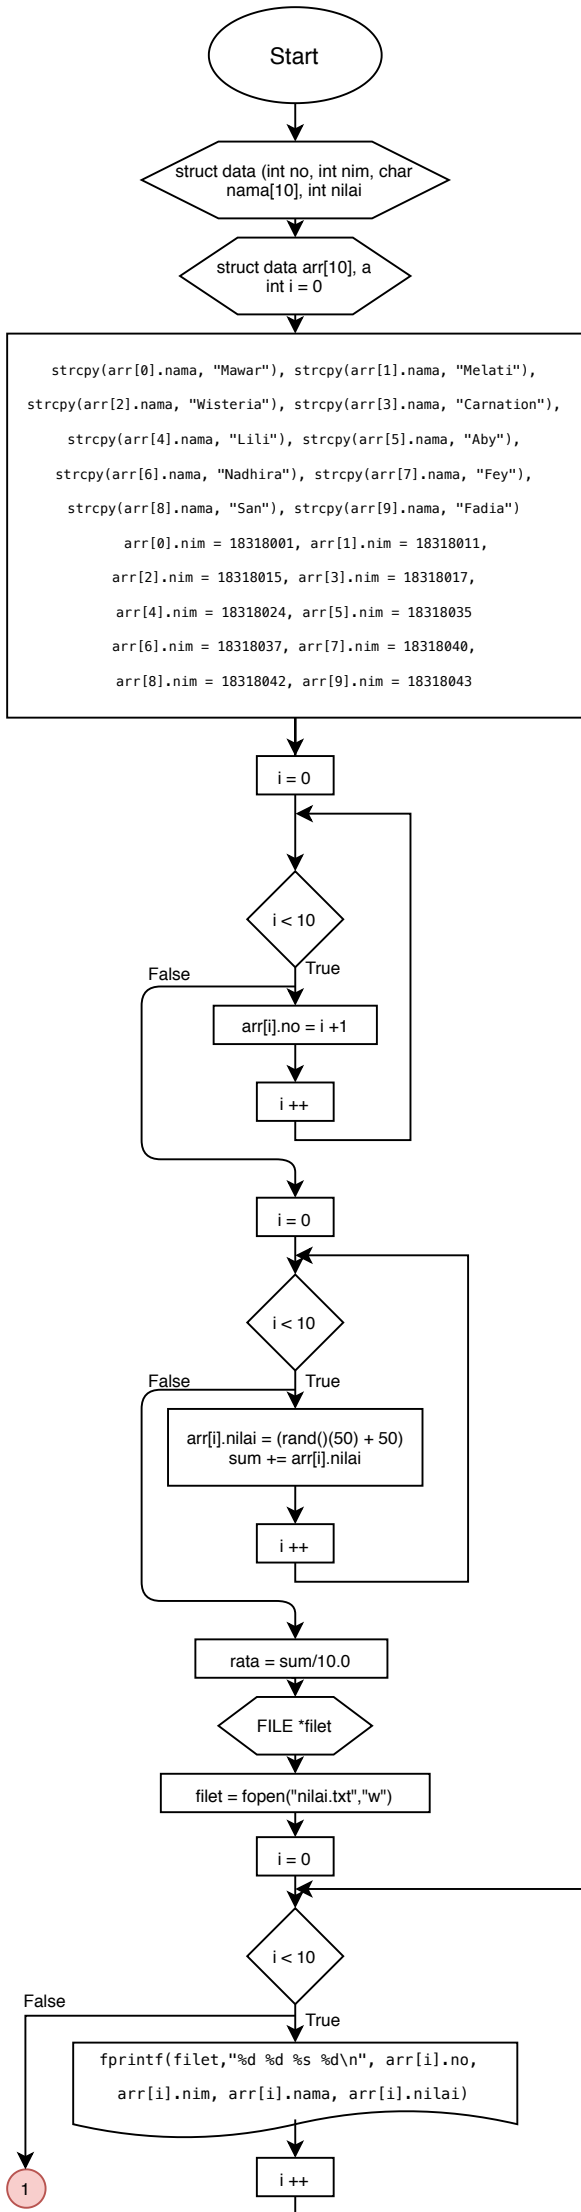 Start
struct data (int no, int nim, char
nama[10], int nilai
struct data arr[10], a
int i = 0
strcpy(arr[0].nama, "Mawar"), strcpy(arr[1].nama, "Melati"),
strcpy(arr[2].nama, "Wisteria"), strcpy(arr[3].nama, "Carnation"),
strcpy(arr[4].nama, "Lili"), strcpy(arr[5].nama, "Aby"),
strcpy(arr[6].nama, "Nadhira"), strcpy(arr[7].nama, "Fey"),
strcpy(arr[8].nama, "San"), strcpy(arr[9].nama, "Fadia")
arr[0].nim = 18318001, arr[1].nim = 18318011,
arr[2].nim = 18318015, arr[3].nim = 18318017,
arr[4].nim = 18318024, arr[5].nim = 18318035
arr[6].nim = 18318037, arr[7].nim = 18318040,
arr[8].nim = 18318042, arr[9].nim = 18318043
i = 0
i < 10
True
False
arr[i].no = i +1
i ++
i = 0
i < 10
False
True
arr[i].nilai = (rand()(50) + 50)
sum += arr[i].nilai
i ++
rata = sum/10.0
FILE *filet
filet = fopen("nilai.txt","w")
i = 0
i < 10
False
True
fprintf(filet,"%d %d %s %d\n", arr[i].no,
arr[i].nim, arr[i].nama, arr[i].nilai)
i ++
1